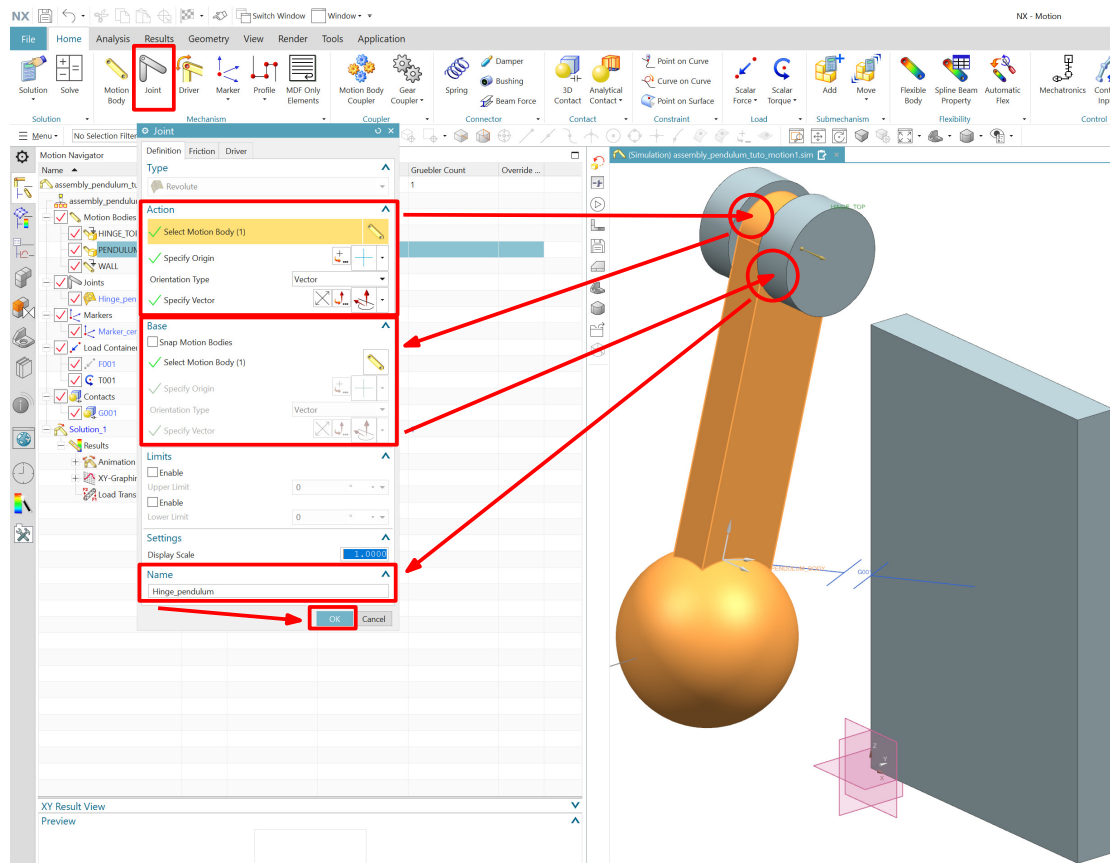 NX
Switch Window
Window
NX - Motion
File Home Analysis Results Geometry View Render Tools Application
Solution Solve Motion Body Joint Driver Marker Profile MDF Only Elements Motion Body Coupler Gear Coupler Spring Damper Bushing Beam Force 3D Contact Analytical Contact Point on Curve Curve on Curve Point on Surface Scalar Force Scalar Torque Add Move Flexible Body Spline Beam Property Automatic Flex Mechatronics
Solution Mechanism Coupler Connector Contact Constraint Load Submechanism Flexibility Control
Menu No Selection Filter
Motion Navigator
Name Gruebler Count Override ...
assembly_pendulum_tu
1
assembly_pendulu
Motion Bodies
HINGE_TOP
PENDULUM
WALL
Joints
Hinge_pen
Markers
Marker_cen
Load Container
F001
T001
Contacts
G001
Solution_1
Results
Animation
XY-Graphin
Load Trans
XY Result View
Preview
Joint
Definition Friction Driver
Type
Revolute
Action
Select Motion Body (1)
Specify Origin
Orientation Type Vector
Specify Vector
Base
Snap Motion Bodies
Select Motion Body (1)
Specify Origin
Orientation Type Vector
Specify Vector
Limits
Enable
Upper Limit 0 °
Enable
Lower Limit 0 °
Settings
Display Scale 1.0000
Name
Hinge_pendulum
OK Cancel
(Simulation) assembly_pendulum_tuto_motion1.sim
HINGE_TOP
PENDULUM_BODY
G001
Z
Y
X